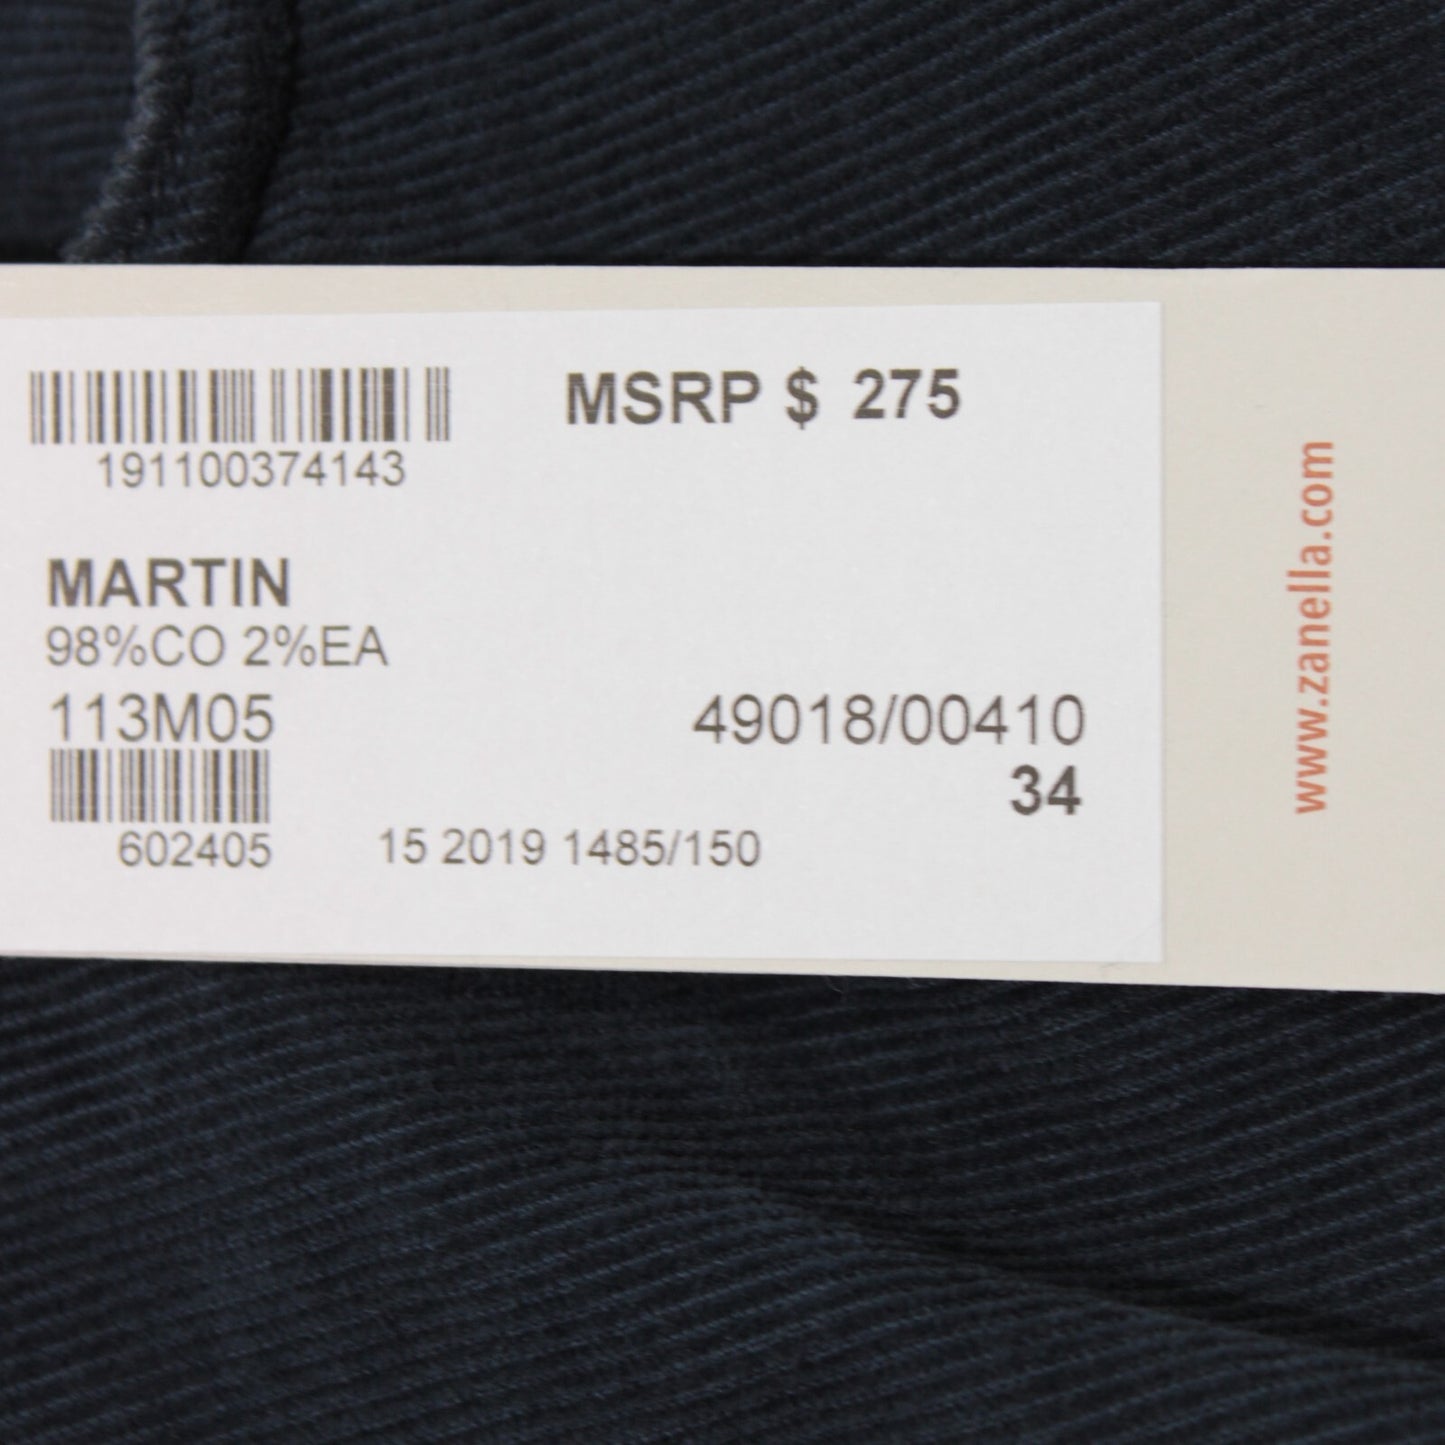 MSRP $ 275
191100374143
MARTIN
98%CO 2%EA
113M05
49018/00410
34
602405
15 2019 1485/150
www.zanella.com